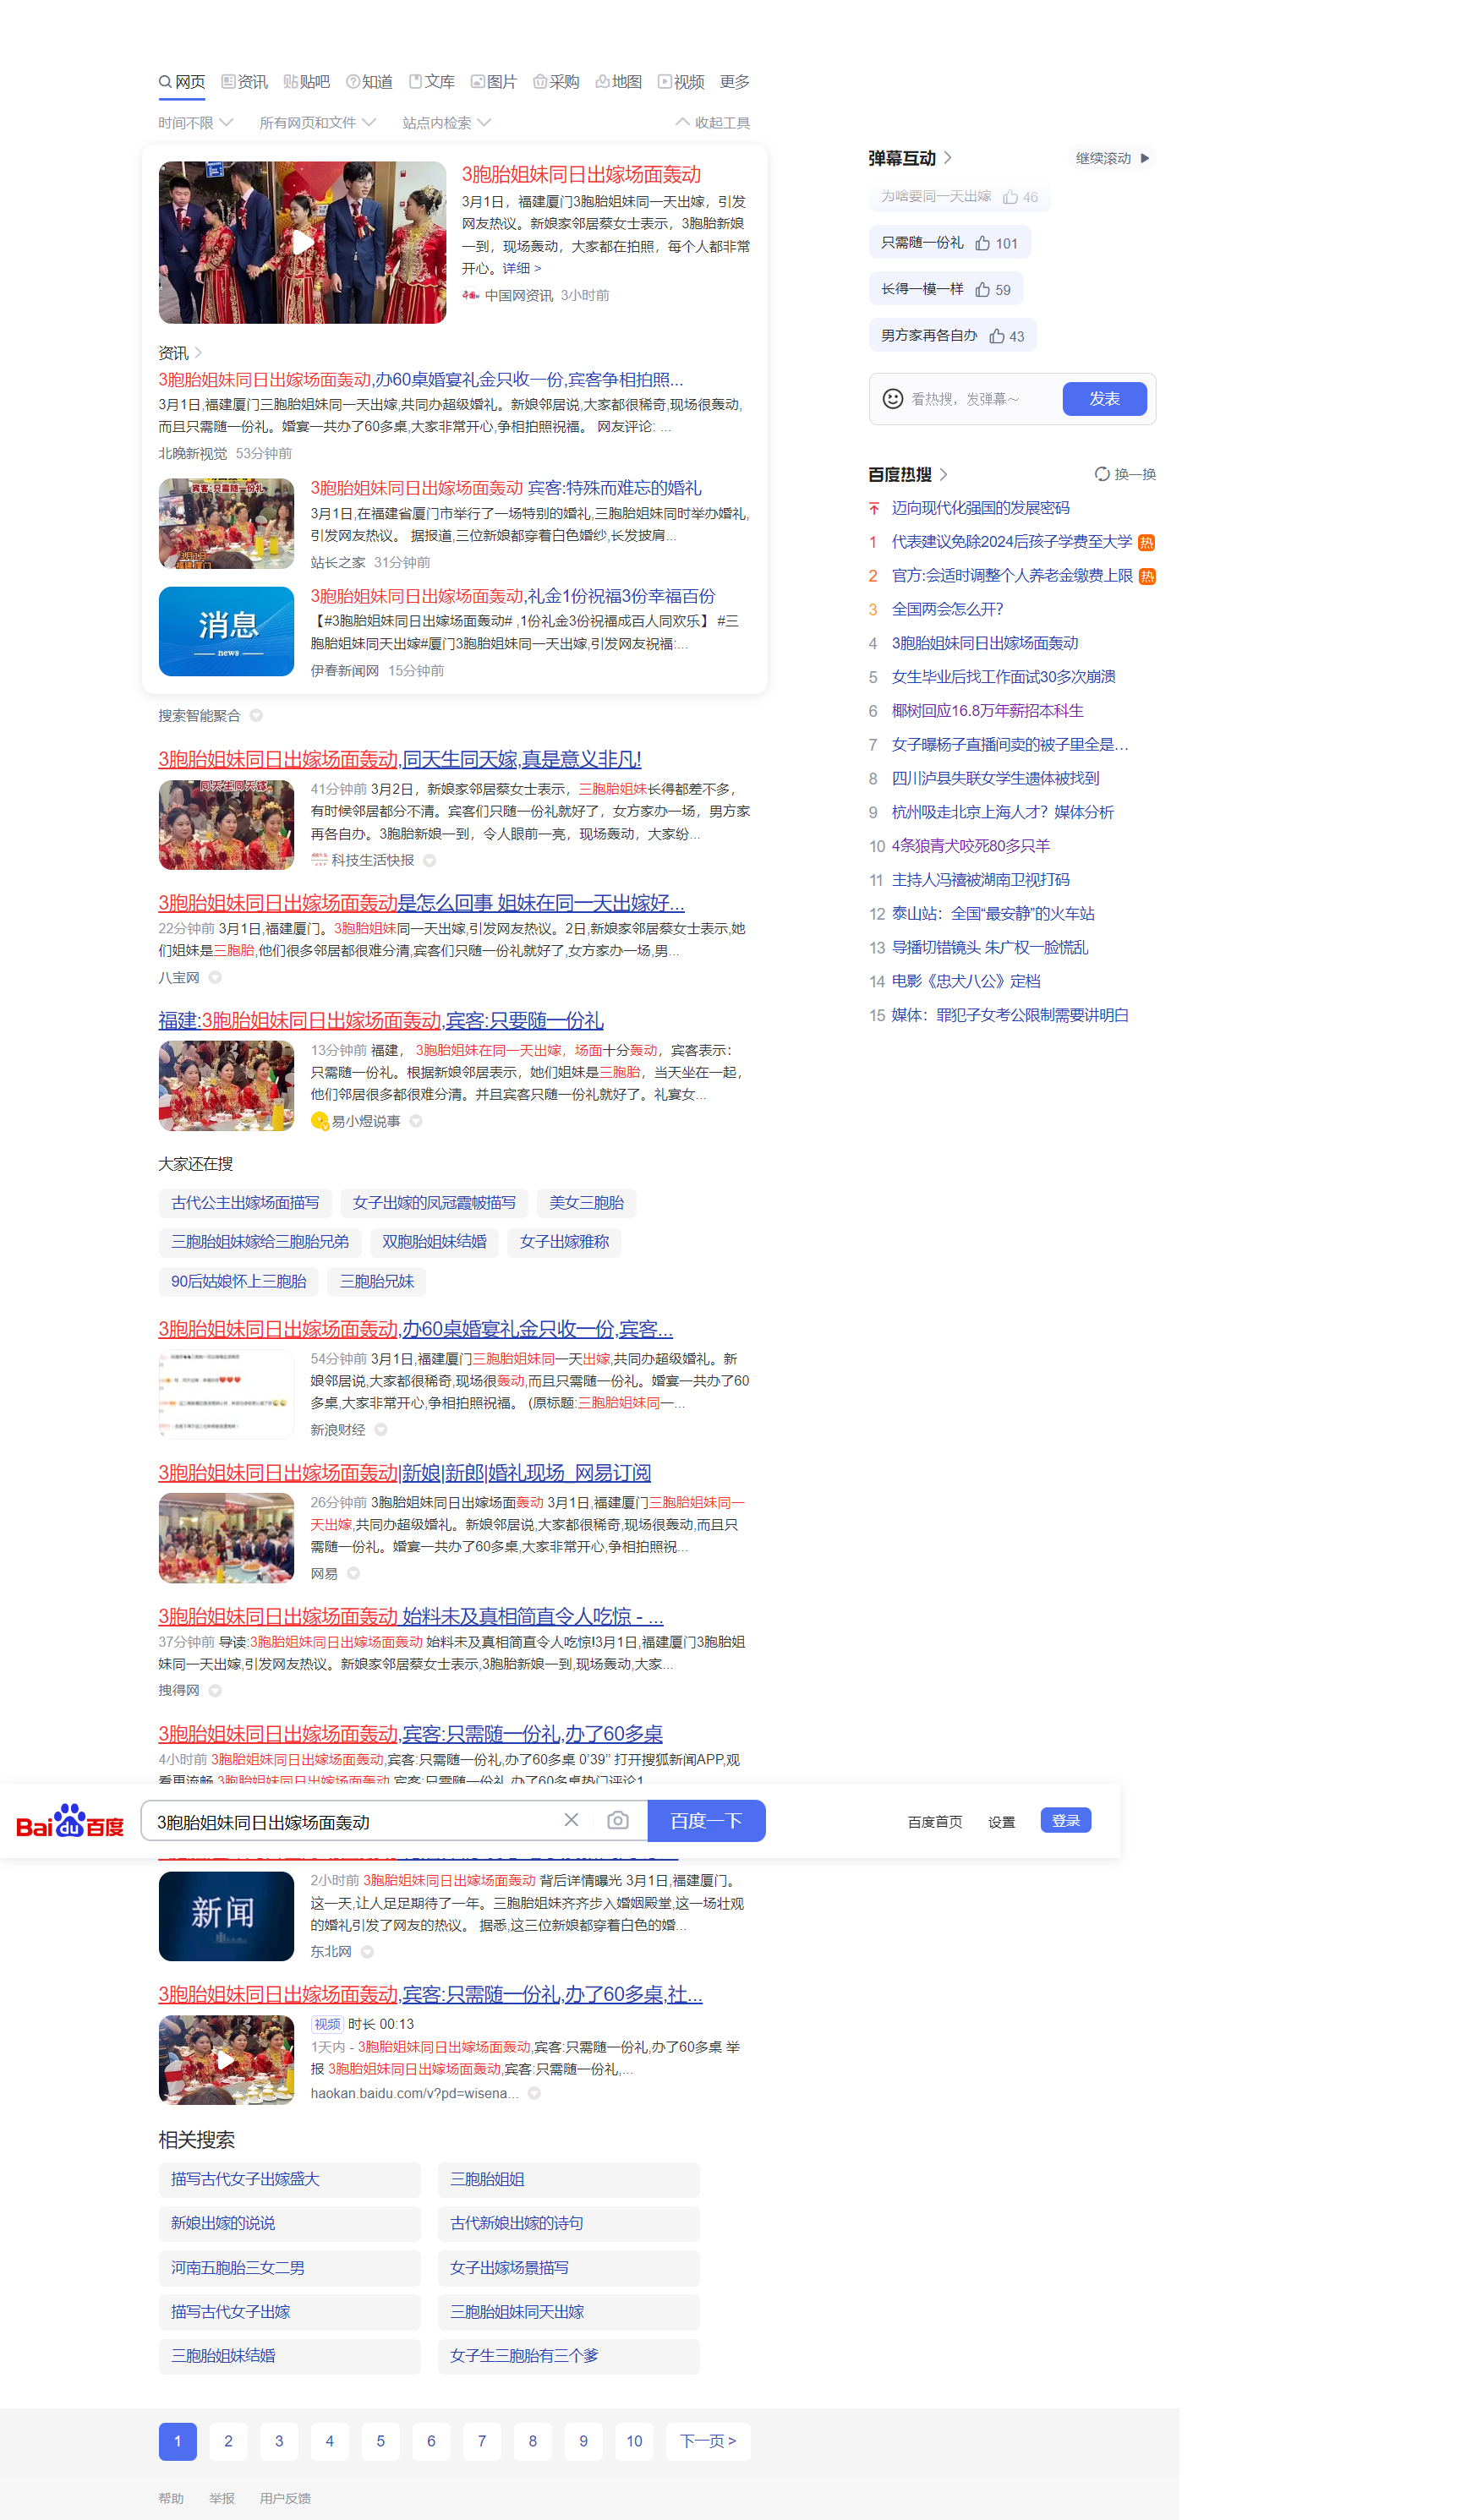 网页 资讯 贴吧 知道 文库 图片 采购 地图 视频 更多
时间不限 所有网页和文件 站点内检索 收起工具
3胞胎姐妹同日出嫁场面轰动
3月1日，福建厦门3胞胎姐妹同一天出嫁，引发
网友热议。新娘家邻居蔡女士表示，3胞胎新娘
一到，现场轰动，大家都在拍照，每个人都非常
开心。详细 >
中国网资讯 3小时前
资讯
3胞胎姐妹同日出嫁场面轰动,办60桌婚宴礼金只收一份,宾客争相拍照...
3月1日,福建厦门三胞胎姐妹同一天出嫁,共同办超级婚礼。新娘邻居说,大家都很稀奇,现场很轰动,
而且只需随一份礼。婚宴一共办了60多桌,大家非常开心,争相拍照祝福。 网友评论: ...
北晚新视觉 53分钟前
宾客:只需随一份礼
3胞胎姐妹同日出嫁场面轰动 宾客:特殊而难忘的婚礼
3月1日,在福建省厦门市举行了一场特别的婚礼,三胞胎姐妹同时举办婚礼,
引发网友热议。 据报道,三位新娘都穿着白色婚纱,长发披肩...
站长之家 31分钟前
消息
news
3胞胎姐妹同日出嫁场面轰动,礼金1份祝福3份幸福百份
【#3胞胎姐妹同日出嫁场面轰动# ,1份礼金3份祝福成百人同欢乐】 #三
胞胎姐妹同天出嫁#厦门3胞胎姐妹同一天出嫁,引发网友祝福:...
伊春新闻网 15分钟前
搜索智能聚合
3胞胎姐妹同日出嫁场面轰动,同天生同天嫁,真是意义非凡!
同天生同天嫁
41分钟前 3月2日，新娘家邻居蔡女士表示，三胞胎姐妹长得都差不多，
有时候邻居都分不清。宾客们只随一份礼就好了，女方家办一场，男方家
再各自办。3胞胎新娘一到，令人眼前一亮，现场轰动，大家纷...
科技生活快报
3胞胎姐妹同日出嫁场面轰动是怎么回事 姐妹在同一天出嫁好...
22分钟前 3月1日,福建厦门。3胞胎姐妹同一天出嫁,引发网友热议。2日,新娘家邻居蔡女士表示,她
们姐妹是三胞胎,他们很多邻居都很难分清,宾客们只随一份礼就好了,女方家办一场,男...
八宝网
福建:3胞胎姐妹同日出嫁场面轰动,宾客:只要随一份礼
13分钟前 福建， 3胞胎姐妹在同一天出嫁，场面十分轰动，宾客表示：
只需随一份礼。根据新娘邻居表示，她们姐妹是三胞胎，当天坐在一起，
他们邻居很多都很难分清。并且宾客只随一份礼就好了。礼宴女...
易小煜说事
大家还在搜
古代公主出嫁场面描写 女子出嫁的凤冠霞帔描写 美女三胞胎
三胞胎姐妹嫁给三胞胎兄弟 双胞胎姐妹结婚 女子出嫁雅称
90后姑娘怀上三胞胎 三胞胎兄妹
3胞胎姐妹同日出嫁场面轰动,办60桌婚宴礼金只收一份,宾客...
54分钟前 3月1日,福建厦门三胞胎姐妹同一天出嫁,共同办超级婚礼。新
娘邻居说,大家都很稀奇,现场很轰动,而且只需随一份礼。婚宴一共办了60
多桌,大家非常开心,争相拍照祝福。 (原标题:三胞胎姐妹同一...
新浪财经
3胞胎姐妹同日出嫁场面轰动|新娘|新郎|婚礼现场_网易订阅
26分钟前 3胞胎姐妹同日出嫁场面轰动 3月1日,福建厦门三胞胎姐妹同一
天出嫁,共同办超级婚礼。新娘邻居说,大家都很稀奇,现场很轰动,而且只
需随一份礼。婚宴一共办了60多桌,大家非常开心,争相拍照祝...
网易
3胞胎姐妹同日出嫁场面轰动 始料未及真相简直令人吃惊 - ...
37分钟前 导读:3胞胎姐妹同日出嫁场面轰动 始料未及真相简直令人吃惊!3月1日,福建厦门3胞胎姐
妹同一天出嫁,引发网友热议。新娘家邻居蔡女士表示,3胞胎新娘一到,现场轰动,大家...
拽得网
3胞胎姐妹同日出嫁场面轰动,宾客:只需随一份礼,办了60多桌
4小时前 3胞胎姐妹同日出嫁场面轰动,宾客:只需随一份礼,办了60多桌 0'39" 打开搜狐新闻APP,观
看更流畅 3胞胎姐妹同日出嫁场面轰动,宾客:只需随一份礼,办了60多桌热门评论1
Bai du 百度 3胞胎姐妹同日出嫁场面轰动 百度一下 百度首页 设置 登录
新闻
2小时前 3胞胎姐妹同日出嫁场面轰动 背后详情曝光 3月1日,福建厦门。
这一天,让人足足期待了一年。三胞胎姐妹齐齐步入婚姻殿堂,这一场壮观
的婚礼引发了网友的热议。 据悉,这三位新娘都穿着白色的婚...
东北网
3胞胎姐妹同日出嫁场面轰动,宾客:只需随一份礼,办了60多桌,社...
视频 时长 00:13
1天内 - 3胞胎姐妹同日出嫁场面轰动,宾客:只需随一份礼,办了60多桌 举
报 3胞胎姐妹同日出嫁场面轰动,宾客:只需随一份礼,...
haokan.baidu.com/v?pd=wisena...
相关搜索
描写古代女子出嫁盛大 三胞胎姐姐
新娘出嫁的说说 古代新娘出嫁的诗句
河南五胞胎三女二男 女子出嫁场景描写
描写古代女子出嫁 三胞胎姐妹同天出嫁
三胞胎姐妹结婚 女子生三胞胎有三个爹
1 2 3 4 5 6 7 8 9 10 下一页 >
帮助 举报 用户反馈
弹幕互动 继续滚动
为啥要同一天出嫁 46
只需随一份礼 101
长得一模一样 59
男方家再各自办 43
看热搜，发弹幕～ 发表
百度热搜 换一换
迈向现代化强国的发展密码
1 代表建议免除2024后孩子学费至大学 热
2 官方:会适时调整个人养老金缴费上限 热
3 全国两会怎么开？
4 3胞胎姐妹同日出嫁场面轰动
5 女生毕业后找工作面试30多次崩溃
6 椰树回应16.8万年薪招本科生
7 女子曝杨子直播间卖的被子里全是...
8 四川泸县失联女学生遗体被找到
9 杭州吸走北京上海人才？媒体分析
10 4条狼青犬咬死80多只羊
11 主持人冯禧被湖南卫视打码
12 泰山站：全国“最安静”的火车站
13 导播切错镜头 朱广权一脸慌乱
14 电影《忠犬八公》定档
15 媒体：罪犯子女考公限制需要讲明白